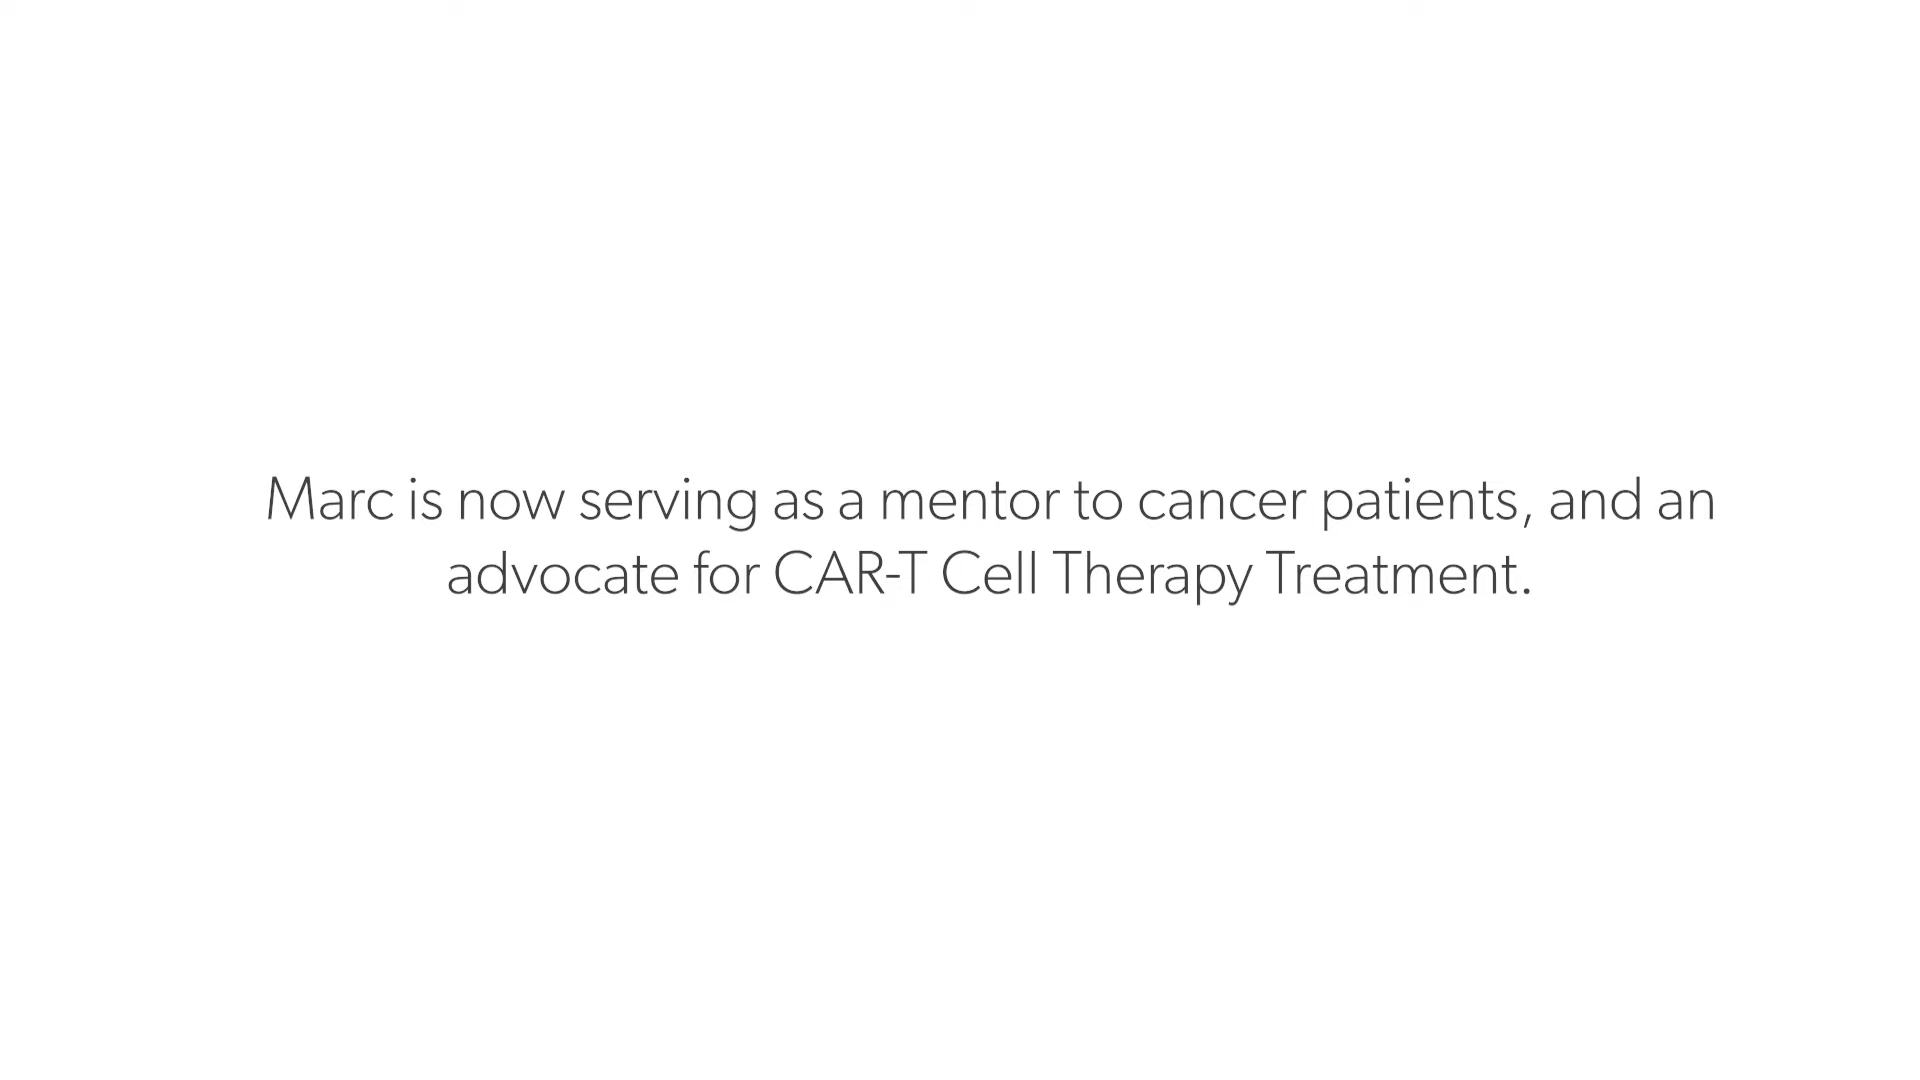 Marc is now serving as a mentor to cancer patients, and an
advocate for CAR-T Cell Therapy Treatment.